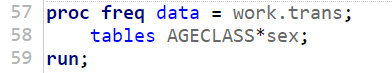 57 proc freq data = work.trans;
58     tables AGECLASS*sex;
59 run;